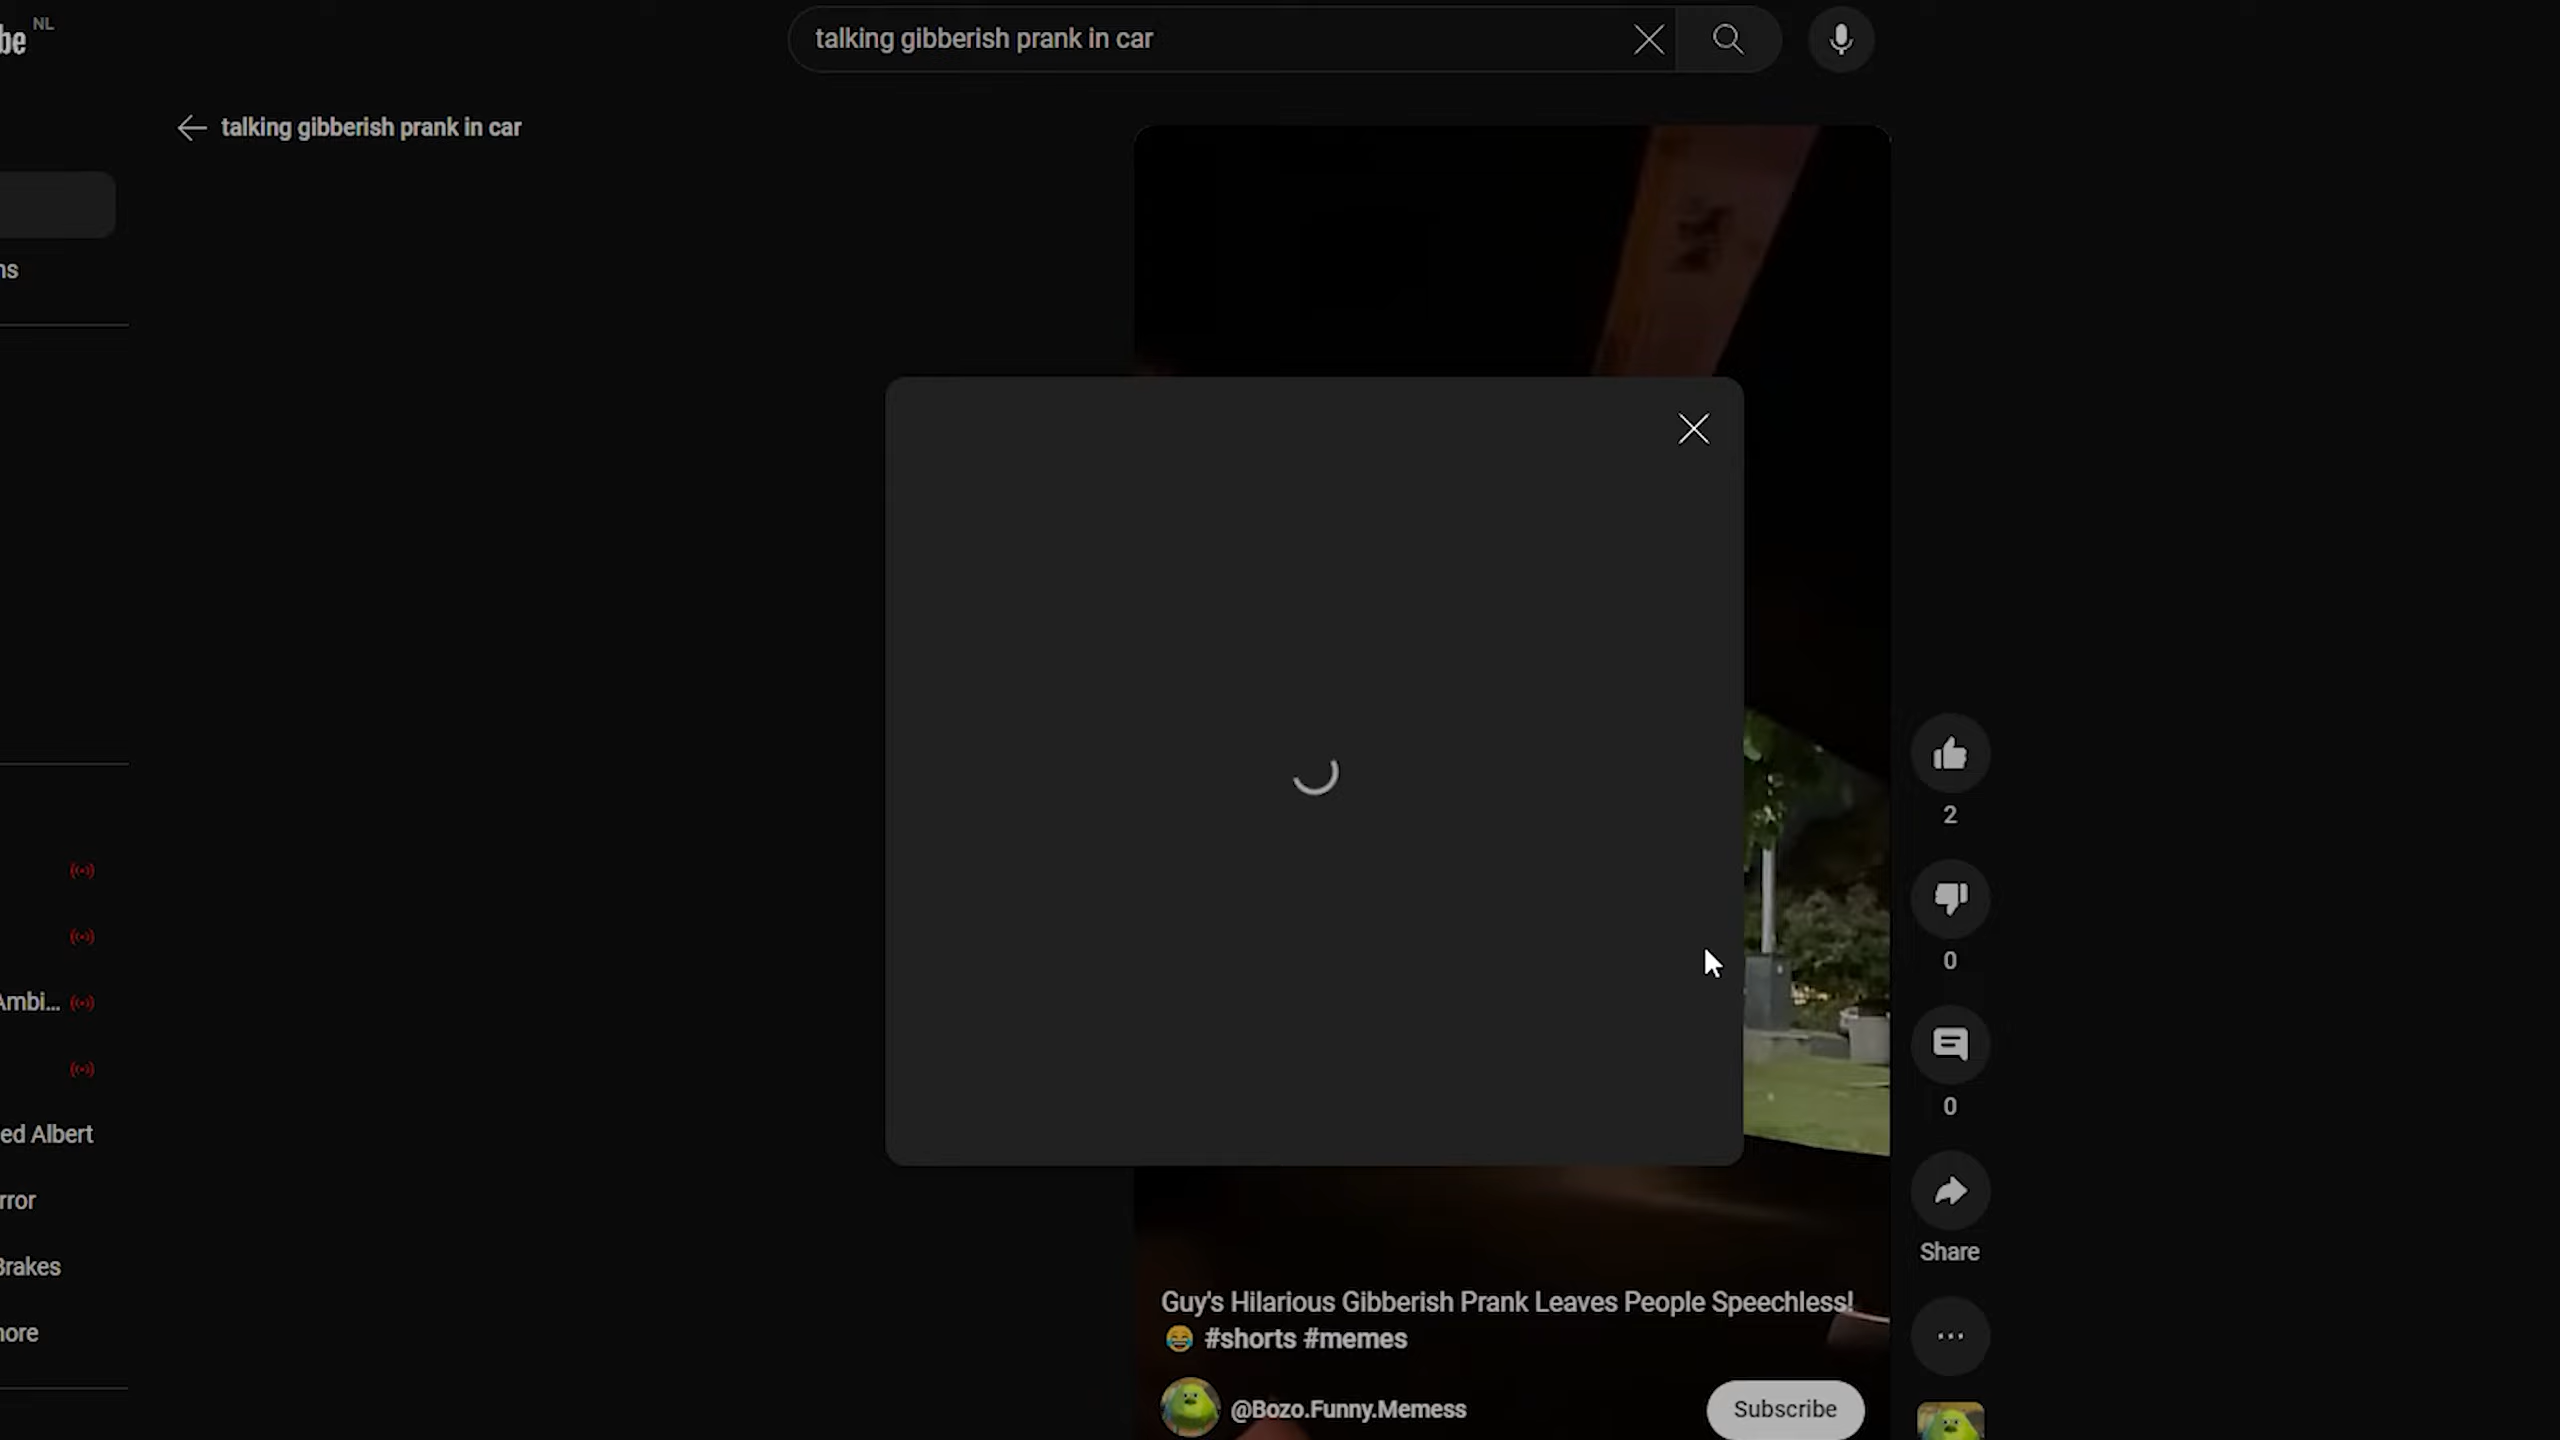 be NL
talking gibberish prank in car
talking gibberish prank in car
ns
Ambi...
ed Albert
rror
Brakes
nore
2
0
0
Share
Guy's Hilarious Gibberish Prank Leaves People Speechless!
😂 #shorts #memes
@Bozo.Funny.Memess
Subscribe